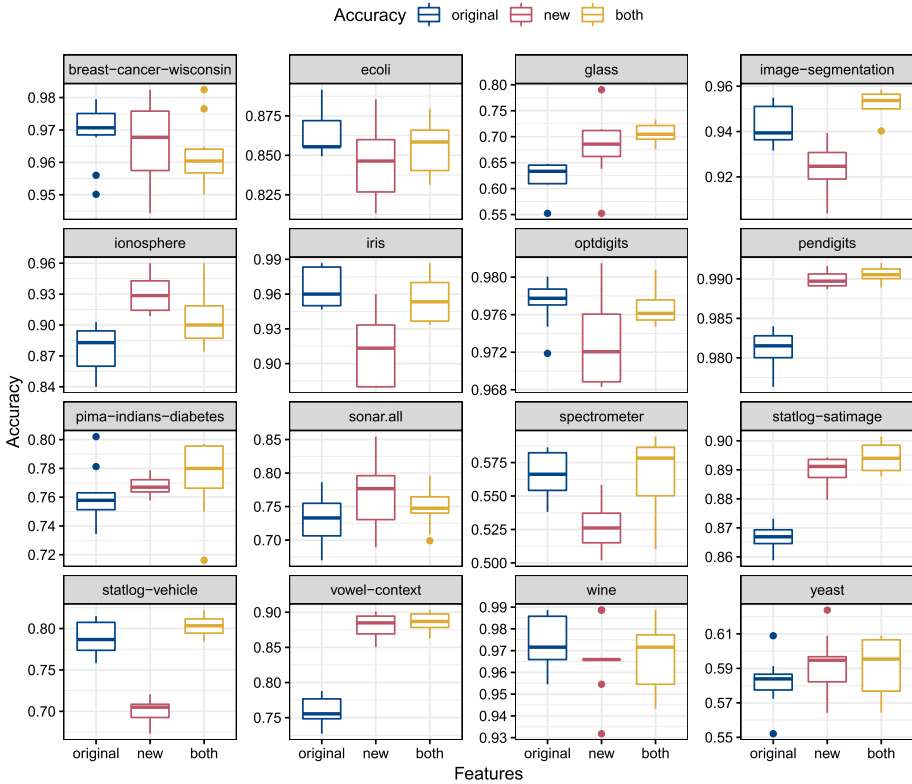 Accuracy original new both
breast−cancer−wisconsin ecoli glass image−segmentation
0.98 0.97 0.96 0.95
0.875 0.850 0.825
0.80 0.75 0.70 0.65 0.60 0.55
0.96 0.94 0.92
ionosphere iris optdigits pendigits
0.96 0.93 0.90 0.87 0.84
0.99 0.96 0.93 0.90
0.980 0.976 0.972 0.968
0.990 0.985 0.980
pima−indians−diabetes sonar.all spectrometer statlog−satimage
0.80 0.78 0.76 0.74 0.72
0.85 0.80 0.75 0.70
0.575 0.550 0.525 0.500
0.90 0.89 0.88 0.87 0.86
statlog−vehicle vowel−context wine yeast
0.80 0.75 0.70
0.90 0.85 0.80 0.75
0.99 0.98 0.97 0.96 0.95 0.94 0.93
0.61 0.59 0.57 0.55
original new both original new both original new both original new both
Accuracy
Features